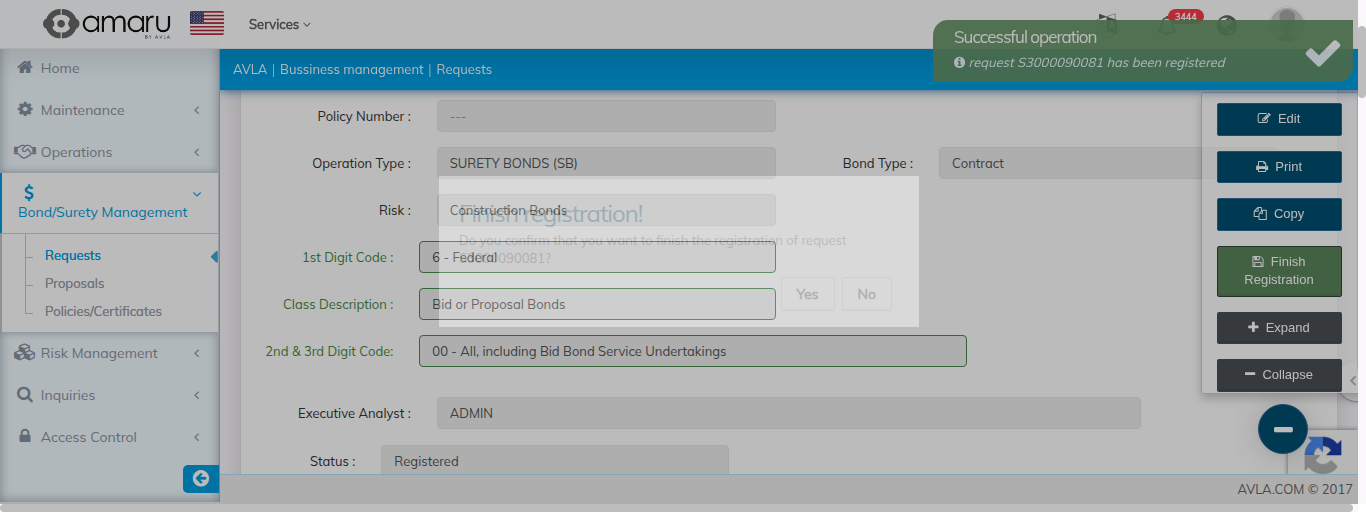 amaru
BY AVLA
Services
3444
Successful operation
request S3000090081 has been registered
Home
Maintenance
Operations
Bond/Surety Management
Requests
Proposals
Policies/Certificates
Risk Management
Inquiries
Access Control
AVLA | Bussiness management | Requests
Policy Number : ---
Operation Type : SURETY BONDS (SB) Bond Type : Contract
Risk : Construction Bonds
Finish registration!
Do you confirm that you want to finish the registration of request
S3000090081?
1st Digit Code : 6 - Federal
Yes No
Class Description : Bid or Proposal Bonds
2nd & 3rd Digit Code: 00 - All, including Bid Bond Service Undertakings
Executive Analyst : ADMIN
Status : Registered
Edit
Print
Copy
Finish
Registration
Expand
Collapse
AVLA.COM © 2017